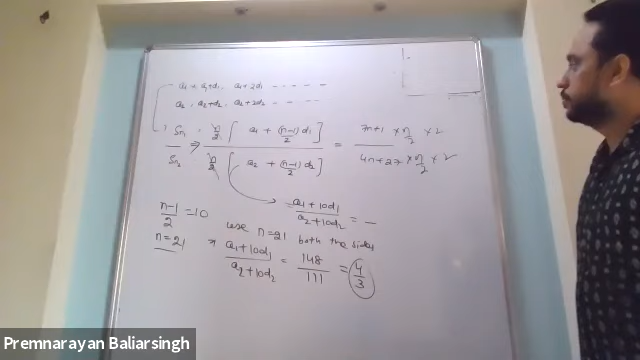 a₁, a₁+d₁, a₁+2d₁ - - - - -
a₂, a₂+d₂, a₂+2d₂ - - - -
Sn₁/Sn₂ ⇒ n/2 [a₁ + (n-1)/2 d₁] / n/2 [a₂ + (n-1)/2 d₂] = 7n+1 × n/2 × 2 / 4n+27 × n/2 × 2
(a₁+10d₁)/(a₂+10d₂) = —
(n-1)/2 = 10
n=21
use n=21 both the sides
(a₁+10d₁)/(a₂+10d₂) = 148/111 = 4/3
Premnarayan Baliarsingh